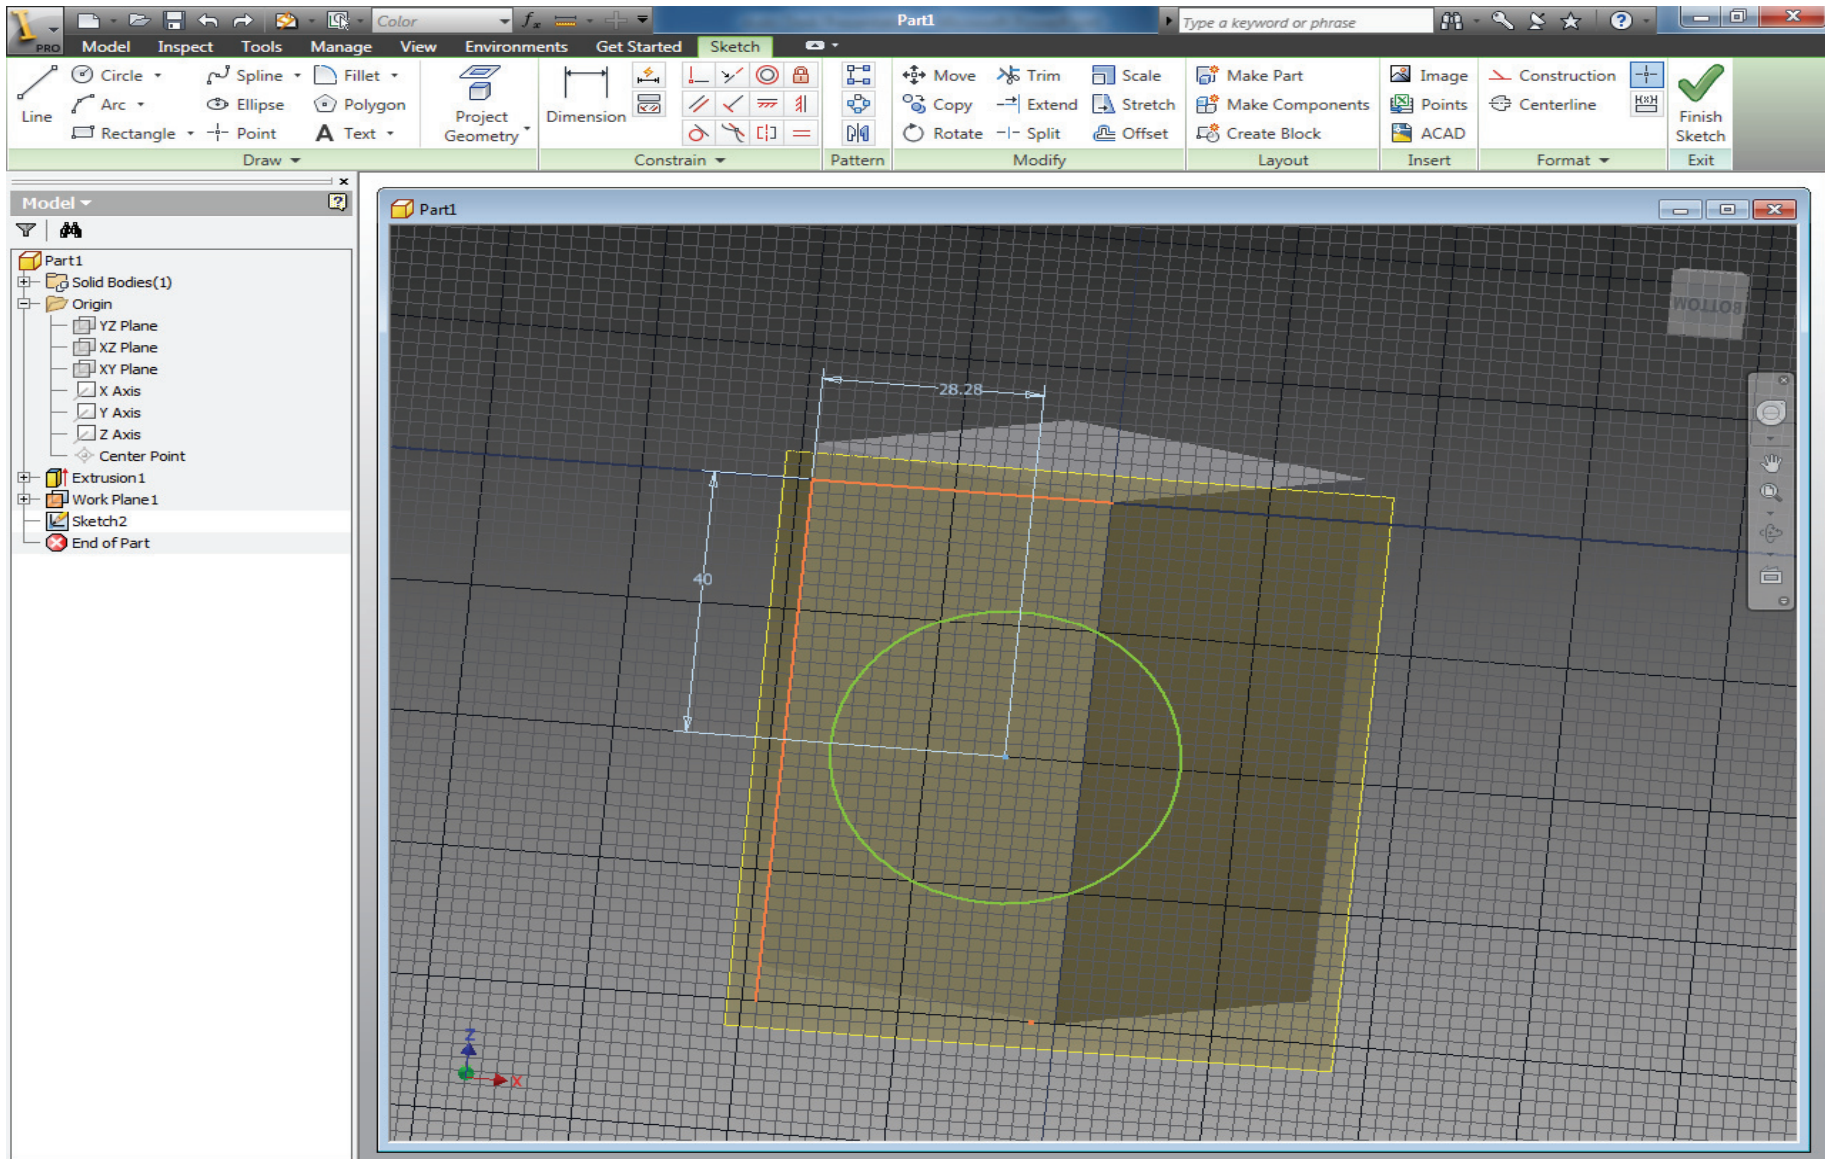 Color
fx
Part1
Type a keyword or phrase
PRO
Model Inspect Tools Manage View Environments Get Started Sketch
Circle Spline Fillet Move Trim Scale Make Part Image Construction
Arc Ellipse Polygon Copy Extend Stretch Make Components Points Centerline
Line Project Geometry Dimension Finish Sketch
Rectangle Point A Text Rotate Split Offset Create Block ACAD
Draw Constrain Pattern Modify Layout Insert Format Exit
Model
Part1
Solid Bodies(1)
Origin
YZ Plane
XZ Plane
XY Plane
X Axis
Y Axis
Z Axis
Center Point
Extrusion1
Work Plane1
Sketch2
End of Part
Part1
BOTTOM
28.28
40
Z
X